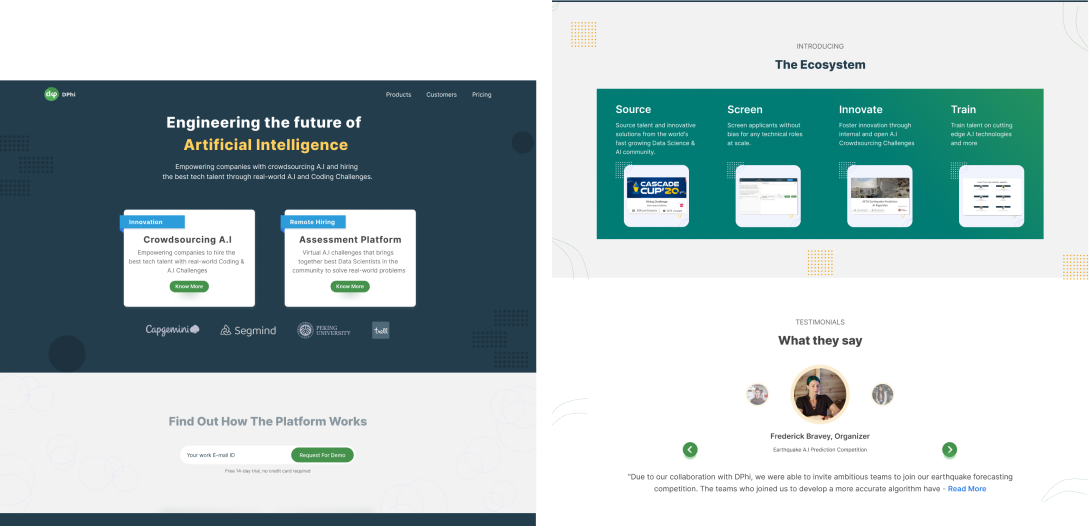 dφ DPhi
Products Customers Pricing
Engineering the future of
Artificial Intelligence
Empowering companies with crowdsourcing A.I and hiring
the best tech talent through real-world A.I and Coding Challenges.
Innovation
Crowdsourcing A.I
Empowering companies to hire the
best tech talent with real-world Coding &
A.I Challenges
Know More
Remote Hiring
Assessment Platform
Virtual A.I challenges that brings
together best Data Scientists in the
community to solve real-world problems
Know More
Capgemini
Segmind
PEKING
UNIVERSITY
trell
Find Out How The Platform Works
Your work E-mail ID
Request For Demo
Free 14-day trial, no credit card required
INTRODUCING
The Ecosystem
Source
Source talent and innovative
solutions from the world's
fast growing Data Science &
AI community.
CASCADE
CUP'20
Screen
Screen applicants without
bias for any technical roles
at scale.
Innovate
Foster innovation through
internal and open A.I
Crowdsourcing Challenges
Train
Train talent on cutting
edge A.I technologies
and more
TESTIMONIALS
What they say
Frederick Bravey, Organizer
Earthquake A.I Prediction Competition
"Due to our collaboration with DPhi, we were able to invite ambitious teams to join our earthquake forecasting
competition. The teams who joined us to develop a more accurate algorithm have - Read More